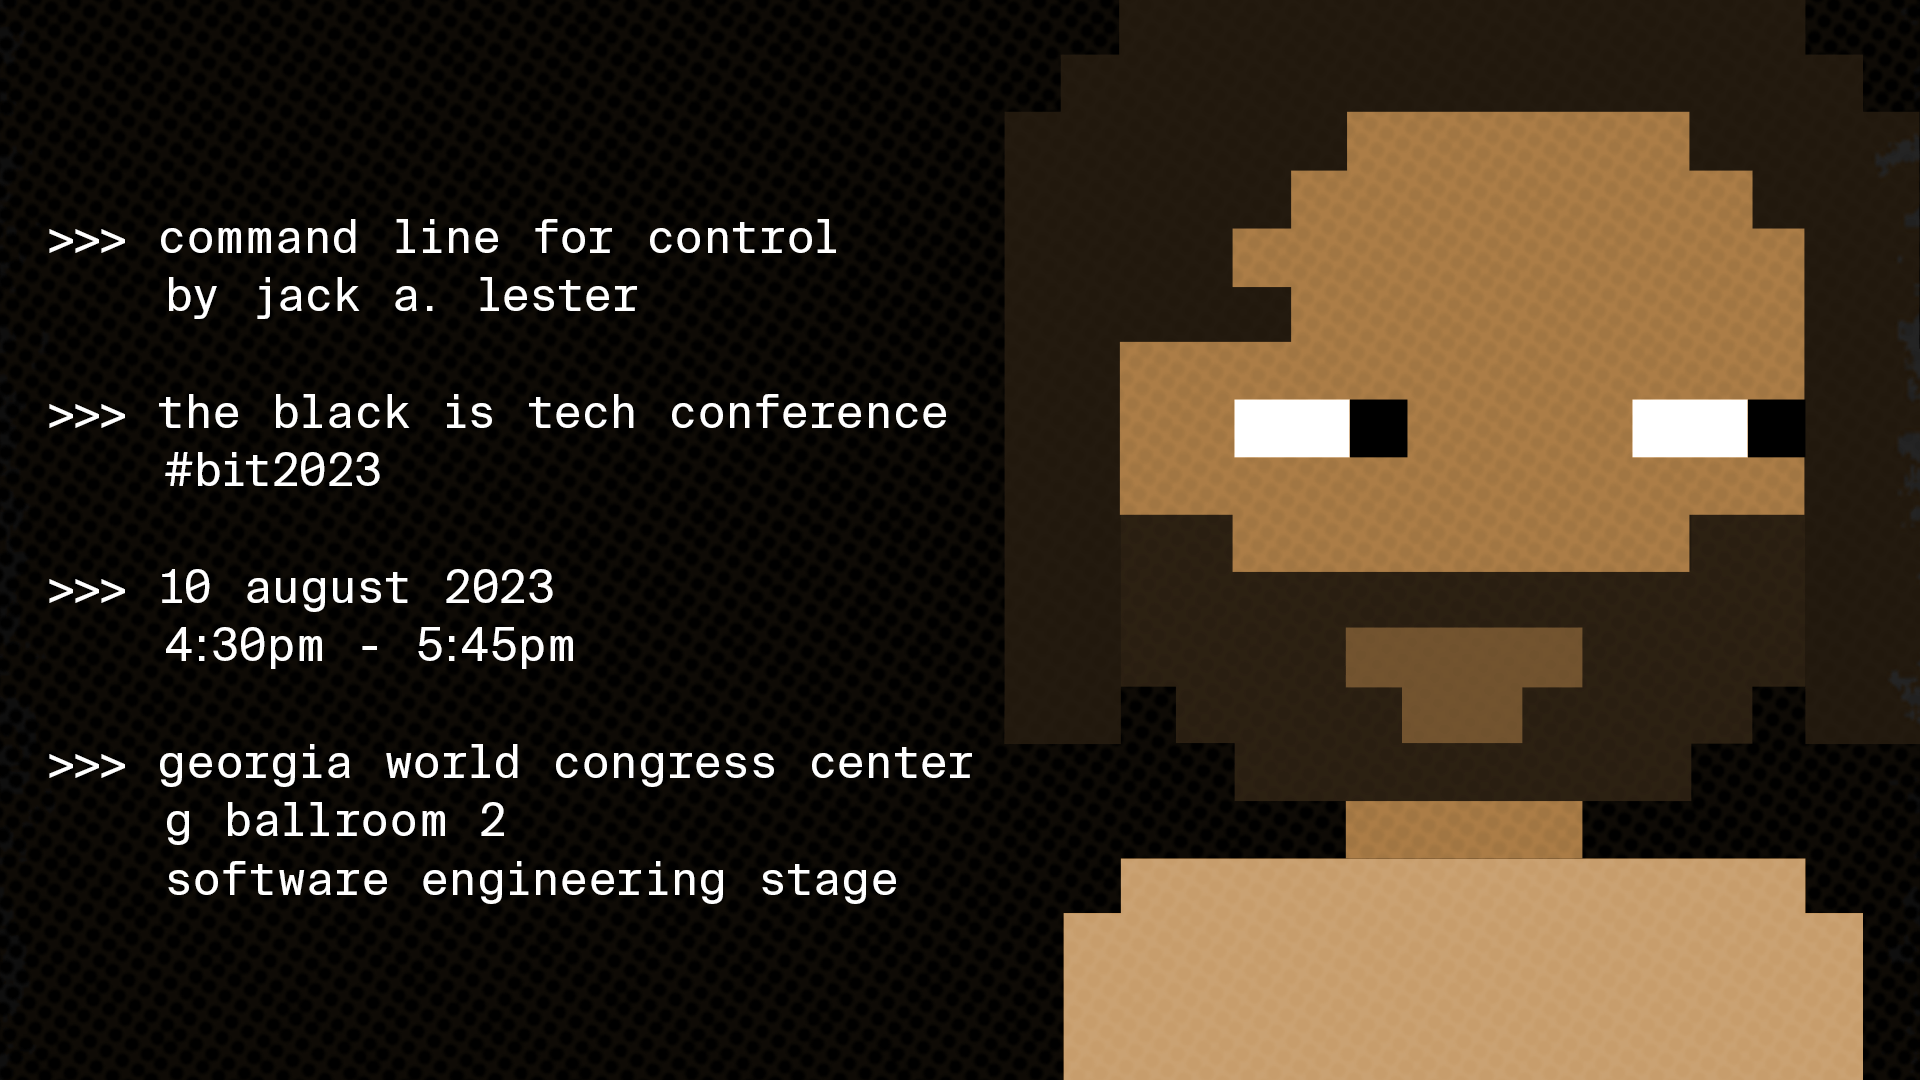 >>> command line for control
by jack a. lester
>>> the black is tech conference
#bit2023
>>> 10 august 2023
4:30pm - 5:45pm
>>> georgia world congress center
g ballroom 2
software engineering stage